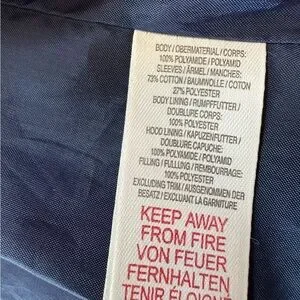 BODY / OBERMATERIAL / CORPS:
100% POLYAMIDE / POLYAMID
SLEEVES / ÄRMEL / MANCHES:
73% COTTON / BAUMWOLLE / COTON
27% POLYESTER
BODY LINING / RUMPFFUTTER /
DOUBLURE CORPS:
100% POLYESTER
HOOD LINING / KAPUZENFUTTER /
DOUBLURE CAPUCHE:
100% POLYAMIDE / POLYAMID
FILLING / FÜLLUNG / REMBOURRAGE:
100% POLYESTER
EXCLUDING TRIM / AUSGENOMMEN DER
BESATZ / EXCLUANT LA GARNITURE
KEEP AWAY
FROM FIRE
VON FEUER
FERNHALTEN
TENIR ÉLOIGNÉ